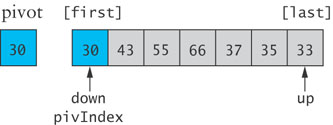 pivot [first] [last]
30 30 43 55 66 37 35 33
down up
pivIndex